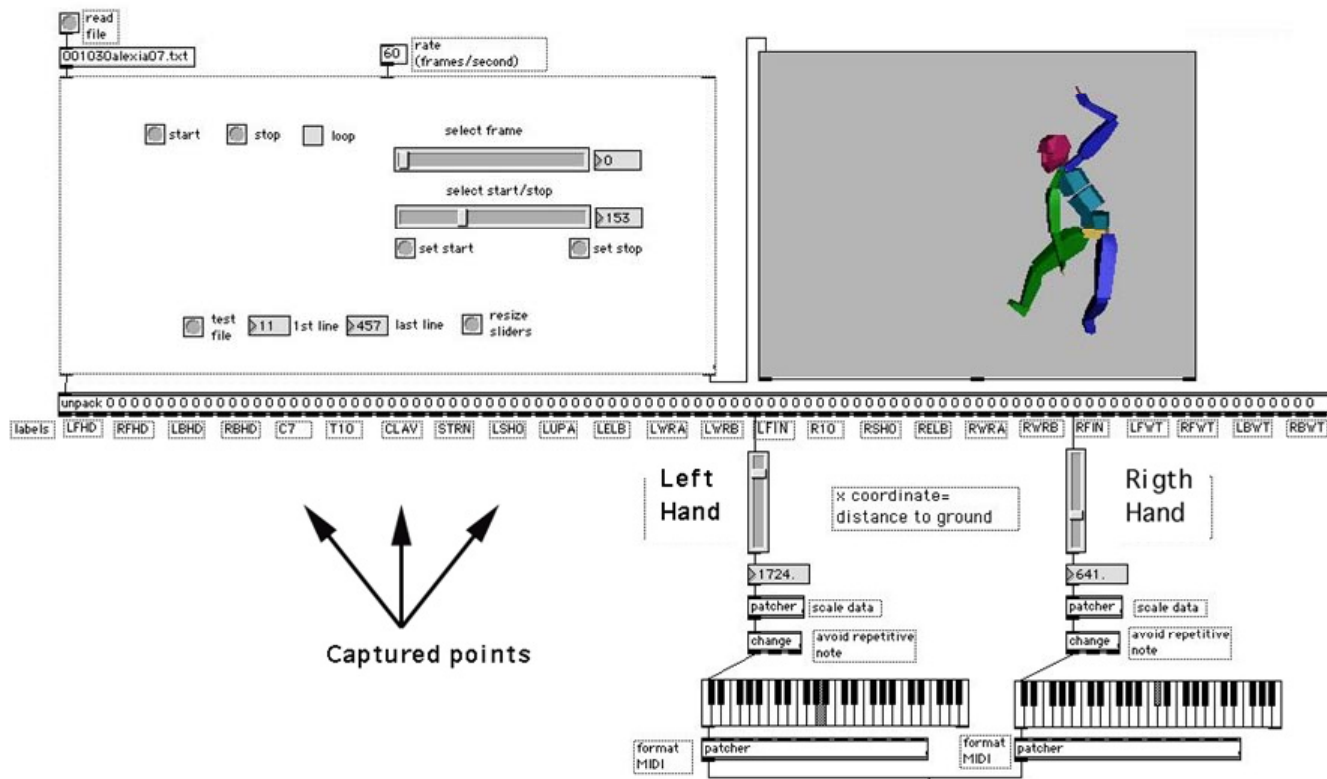 read
file
001030alexia07.txt
60
rate
(frames/second)
start
stop
loop
select frame
0
select start/stop
153
set start
set stop
test
file
11
1st line
457
last line
resize
sliders
unpack 0 0 0 0 0 0 0 0 0 0 0 0 0 0 0 0 0 0 0 0 0 0 0 0 0 0 0 0 0 0 0 0 0 0 0 0 0 0 0 0 0 0 0 0 0 0 0 0 0 0 0 0 0 0 0 0 0 0 0 0 0 0 0 0 0 0 0 0 0 0 0 0
labels LFHD RFHD LBHD RBHD C7 T10 CLAV STRN LSHO LUPA LELB LWRA LWRB LFIN R10 RSHO RELB RWRA RWRB RFIN LFWT RFWT LBWT RBWT
Left
Hand
x coordinate=
distance to ground
Rigth
Hand
Captured points
1724.
patcher
scale data
change
avoid repetitive
note
641.
patcher
scale data
change
avoid repetitive
note
format
MIDI
patcher
format
MIDI
patcher